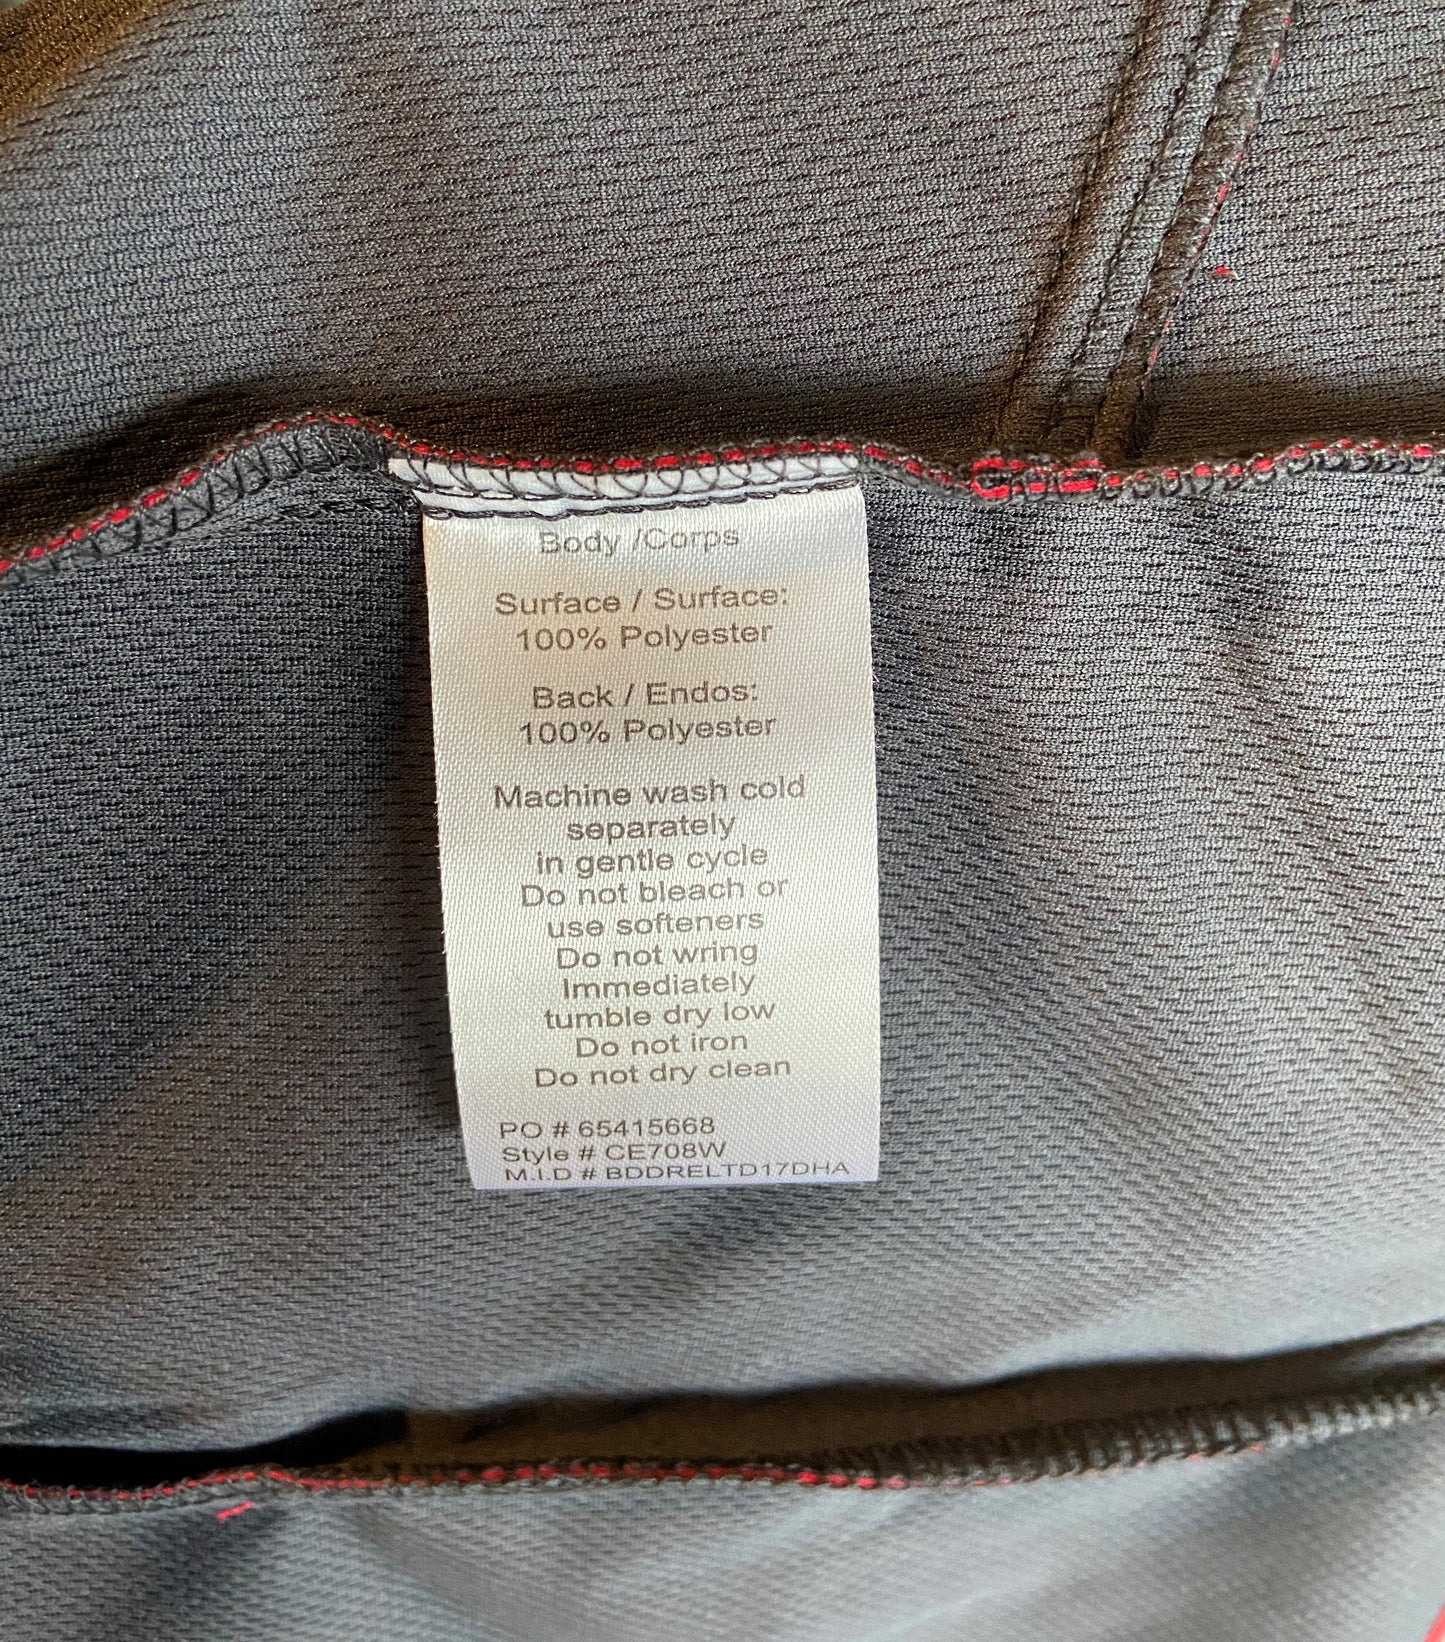 Body /Corps
Surface / Surface:
100% Polyester
Back / Endos:
100% Polyester
Machine wash cold
separately
in gentle cycle
Do not bleach or
use softeners
Do not wring
Immediately
tumble dry low
Do not iron
Do not dry clean
PO # 65415668
Style # CE708W
M.I.D # BDDRELTD17DHA